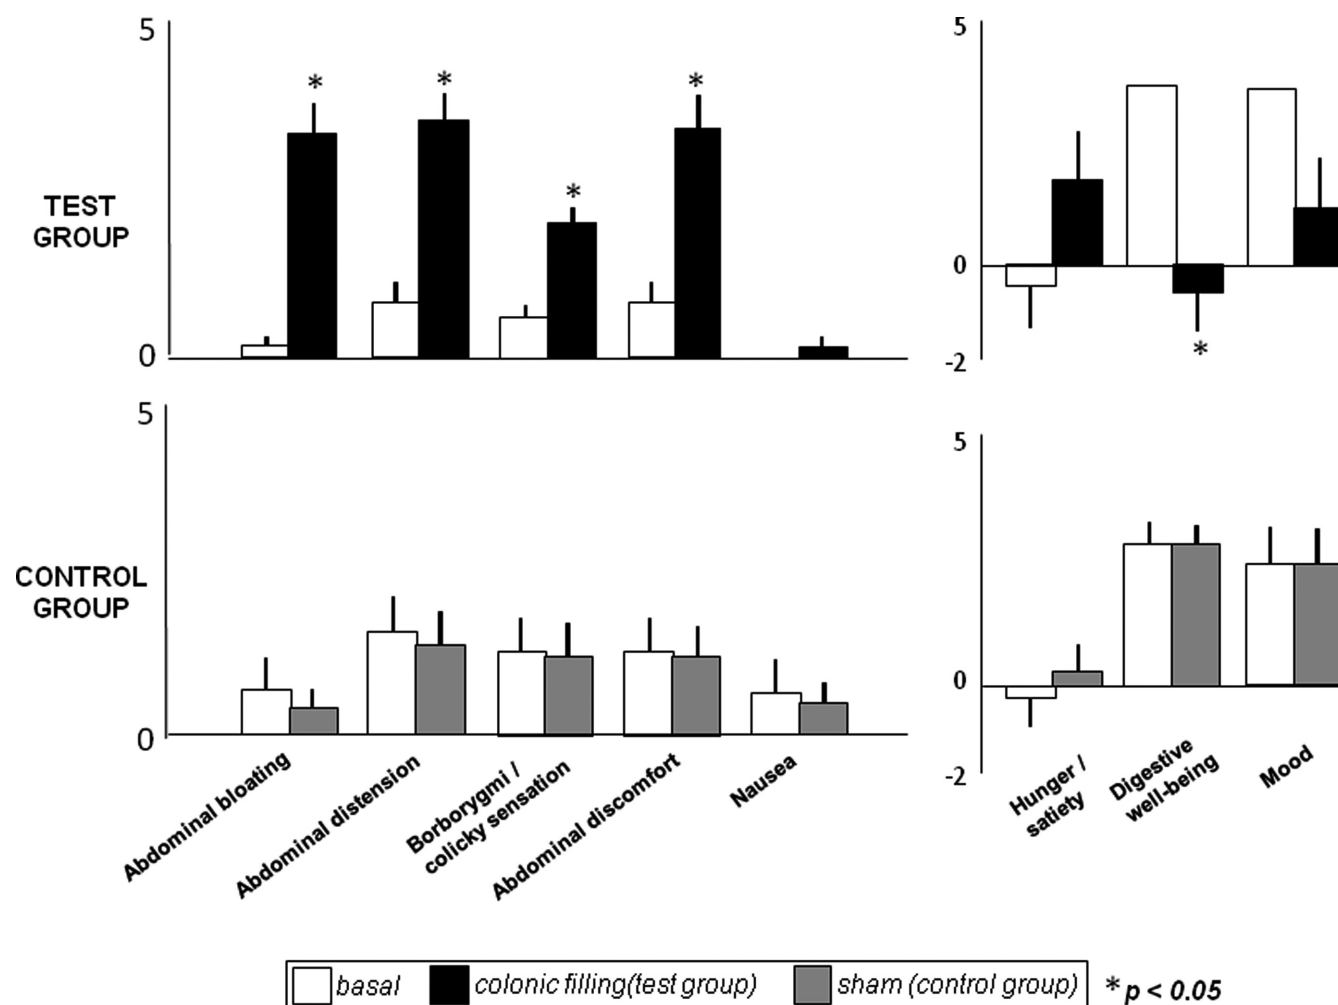 5
*
*
*
*
TEST
GROUP
0
5
0
*
-2
5
CONTROL
GROUP
0
5
0
-2
Abdominal bloating
Abdominal distension
Borborygmi /
colicky sensation
Abdominal discomfort
Nausea
Hunger /
satiety
Digestive
well-being
Mood
basal
colonic filling(test group)
sham (control group)
* p < 0.05